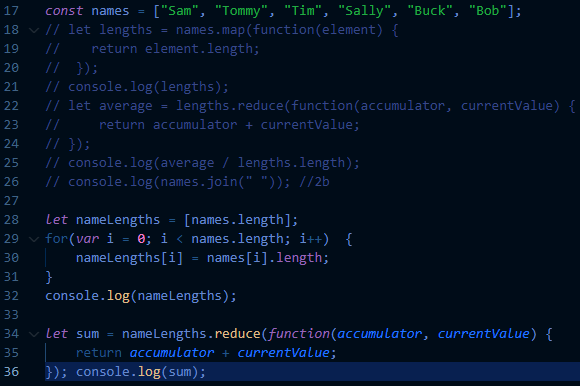 17 const names = ["Sam", "Tommy", "Tim", "Sally", "Buck", "Bob"];
18 // let lengths = names.map(function(element) {
19 //    return element.length;
20 //  });
21 // console.log(lengths);
22 // let average = lengths.reduce(function(accumulator, currentValue) {
23 //     return accumulator + currentValue;
24 // });
25 // console.log(average / lengths.length);
26 // console.log(names.join(" ")); //2b
27
28 let nameLengths = [names.length];
29 for(var i = 0; i < names.length; i++)  {
30     nameLengths[i] = names[i].length;
31 }
32 console.log(nameLengths);
33
34 let sum = nameLengths.reduce(function(accumulator, currentValue) {
35     return accumulator + currentValue;
36 }); console.log(sum);